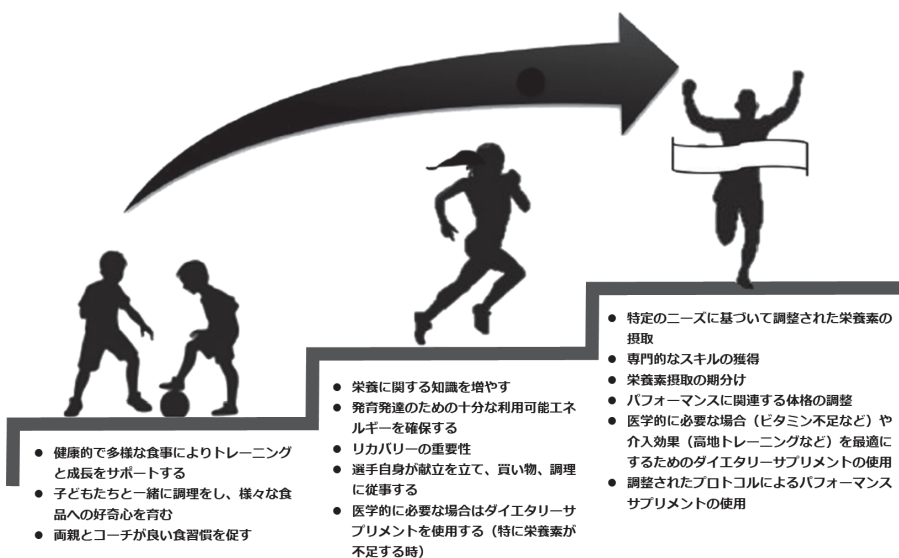 ● 健康的で多様な食事によりトレーニング
と成長をサポートする
● 子どもたちと一緒に調理をし、様々な食
品への好奇心を育む
● 両親とコーチが良い食習慣を促す
● 栄養に関する知識を増やす
● 発育発達のための十分な利用可能エネ
ルギーを確保する
● リカバリーの重要性
● 選手自身が献立を立て、買い物、調理
に従事する
● 医学的に必要な場合はダイエタリーサ
プリメントを使用する（特に栄養素が
不足する時）
● 特定のニーズに基づいて調整された栄養素の
摂取
● 専門的なスキルの獲得
● 栄養素摂取の期分け
● パフォーマンスに関連する体格の調整
● 医学的に必要な場合（ビタミン不足など）や
介入効果（高地トレーニングなど）を最適に
するためのダイエタリーサプリメントの使用
● 調整されたプロトコルによるパフォーマンス
サプリメントの使用